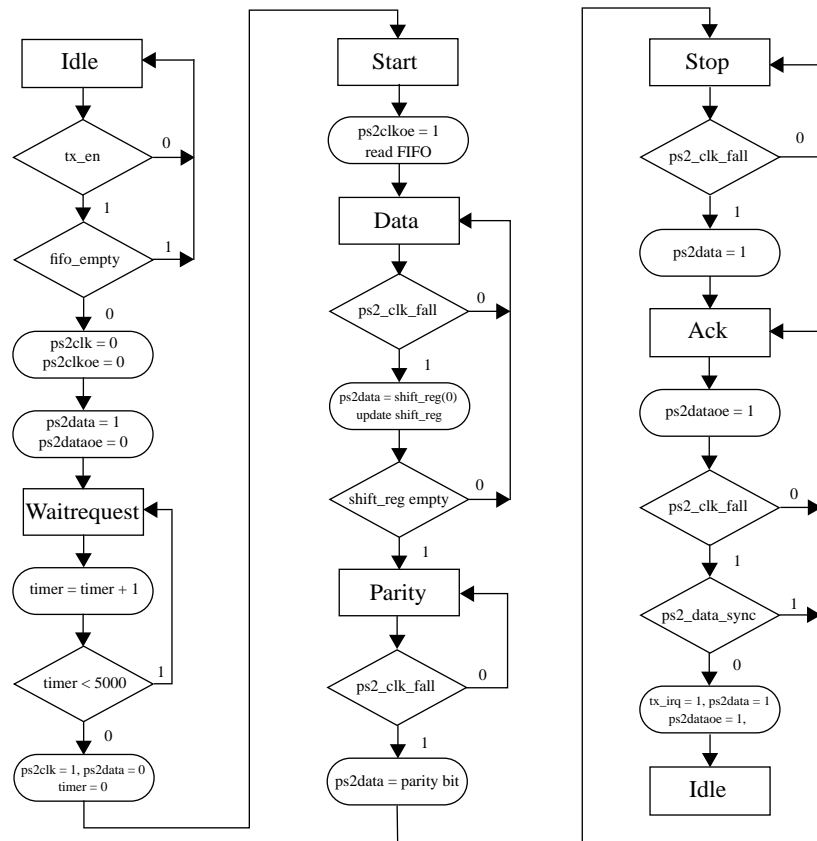 Idle
tx_en
0
1
fifo_empty
1
0
ps2clk = 0
ps2clkoe = 0
ps2data = 1
ps2dataoe = 0
Waitrequest
timer = timer + 1
timer < 5000
1
0
ps2clk = 1, ps2data = 0
timer = 0
Start
ps2clkoe = 1
read FIFO
Data
ps2_clk_fall
0
1
ps2data = shift_reg(0)
update shift_reg
shift_reg empty
0
1
Parity
ps2_clk_fall
0
1
ps2data = parity bit
Stop
ps2_clk_fall
0
1
ps2data = 1
Ack
ps2dataoe = 1
ps2_clk_fall
0
1
ps2_data_sync
1
0
tx_irq = 1, ps2data = 1
ps2dataoe = 1,
Idle